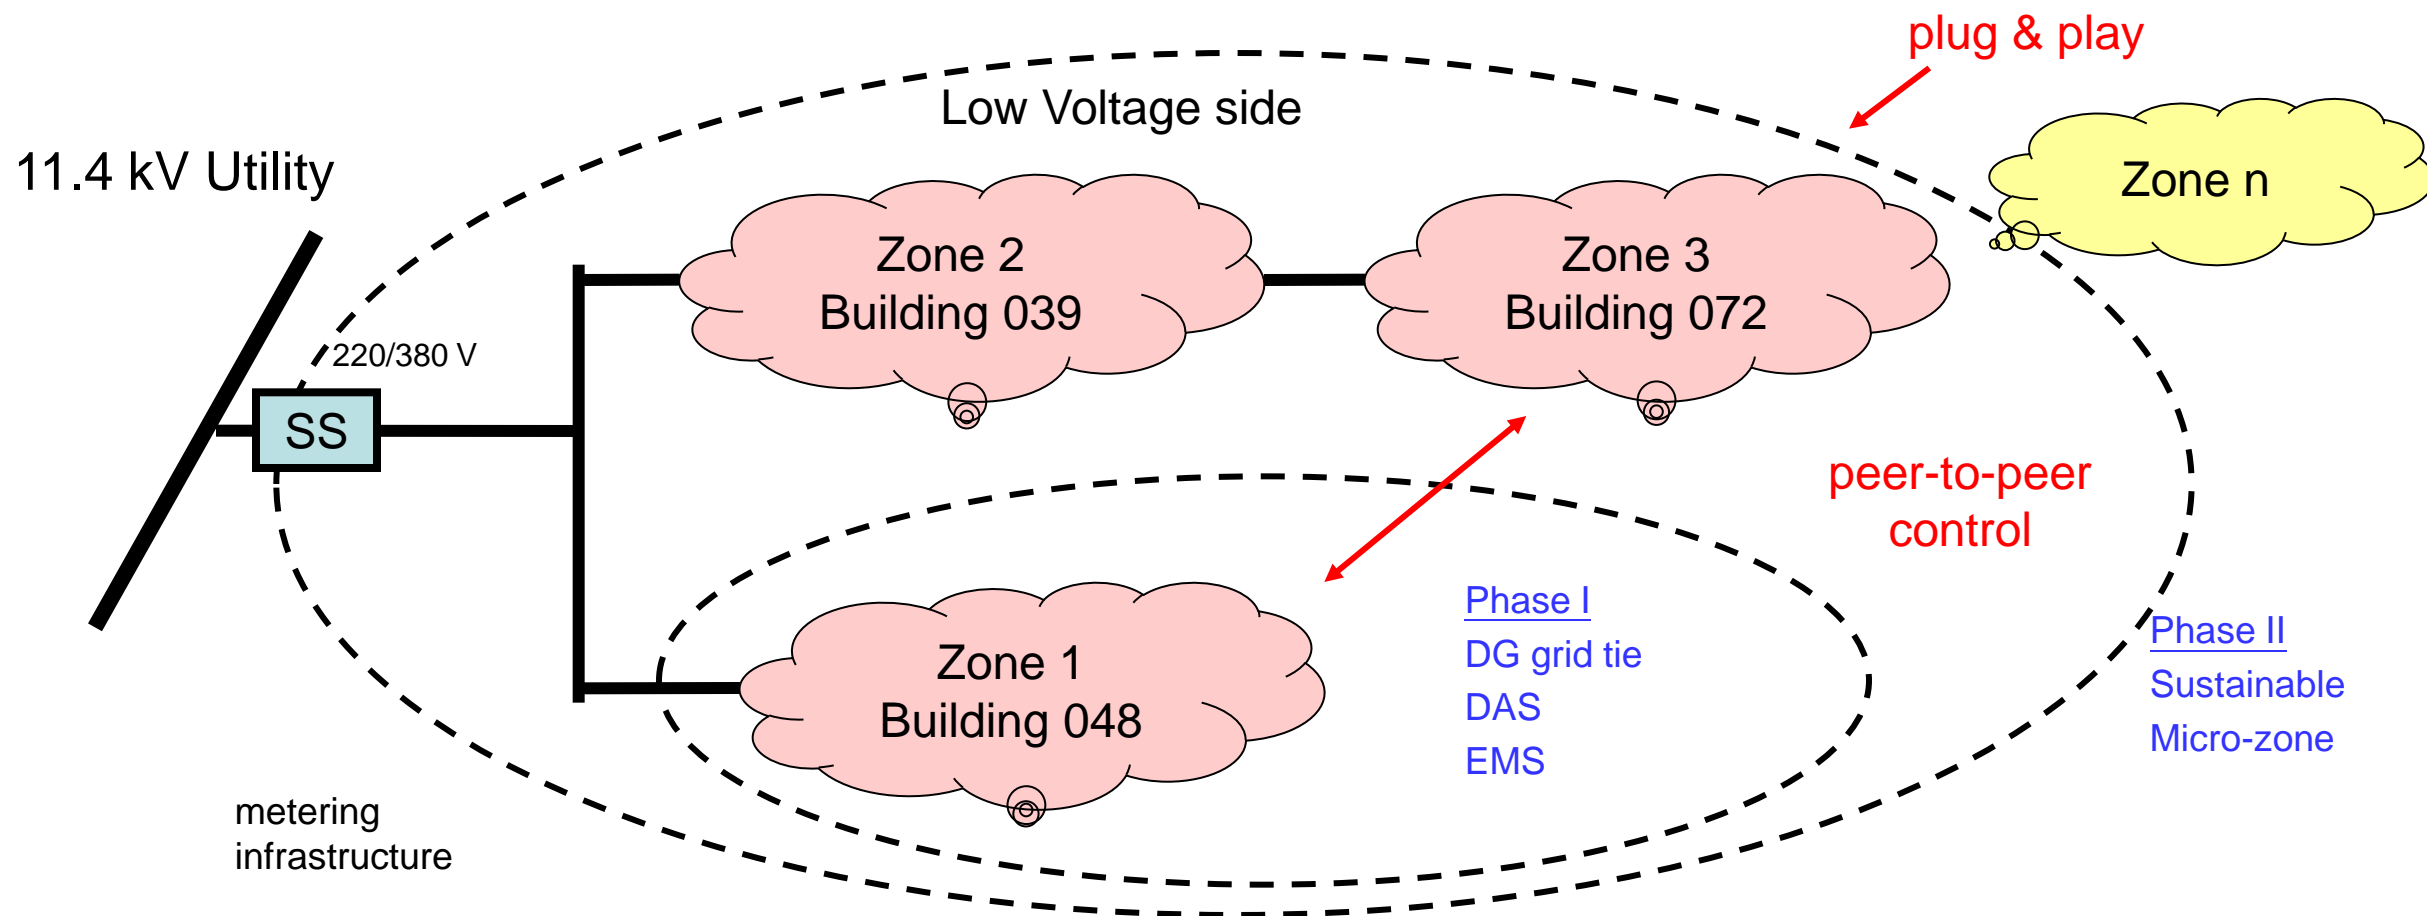 plug & play
Low Voltage side
11.4 kV Utility
Zone n
Zone 2
Building 039
Zone 3
Building 072
220/380 V
SS
peer-to-peer
control
Phase I
DG grid tie
DAS
EMS
Phase II
Sustainable
Micro-zone
Zone 1
Building 048
metering
infrastructure